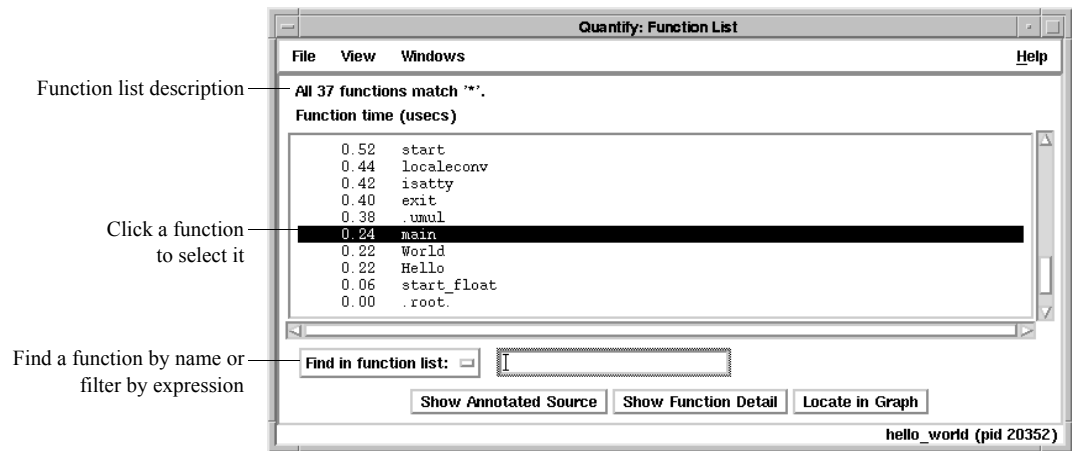 Quantify: Function List
File View Windows Help
Function list description
All 37 functions match '*'.
Function time (usecs)
0.52 start
0.44 localeconv
0.42 isatty
0.40 exit
0.38 .umul
0.24 main
0.22 World
0.22 Hello
0.06 start_float
0.00 .root.
Click a function
to select it
Find a function by name or
filter by expression
Find in function list:
Show Annotated Source Show Function Detail Locate in Graph
hello_world (pid 20352)